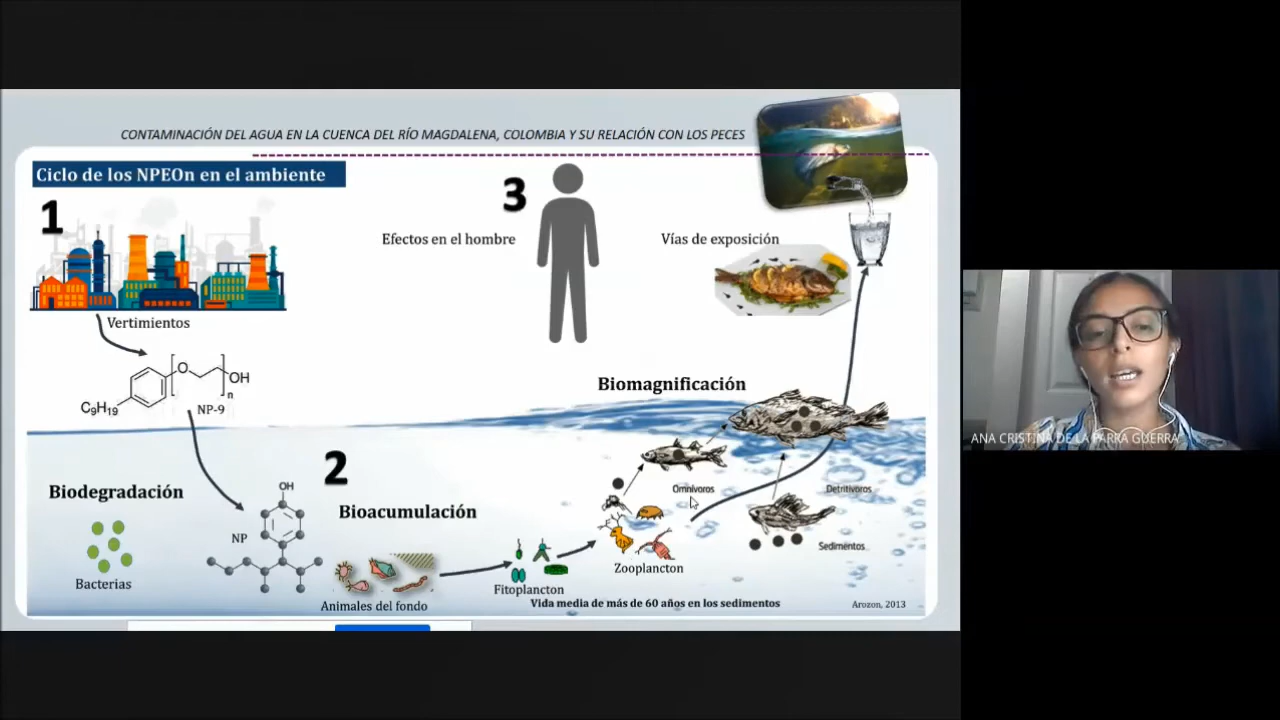 CONTAMINACIÓN DEL AGUA EN LA CUENCA DEL RÍO MAGDALENA, COLOMBIA Y SU RELACIÓN CON LOS PECES
Ciclo de los NPEOn en el ambiente
1
3
Efectos en el hombre
Vías de exposición
Vertimientos
O
OH
n
C9H19
NP-9
Biomagnificación
2
Biodegradación
OH
Bioacumulación
NP
Omnívoros
Detritívoros
Sedimentos
Bacterias
Zooplancton
Fitoplancton
Animales del fondo
Vida media de más de 60 años en los sedimentos
Arozon, 2013
ANA CRISTINA DE LA PARRA GUERRA